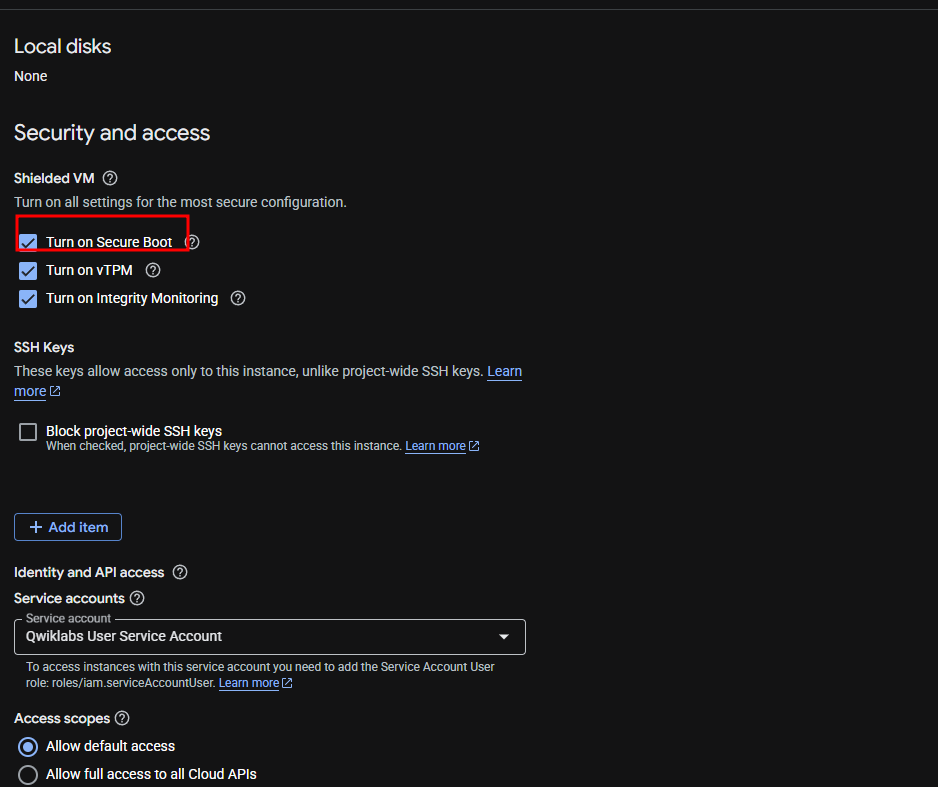 Local disks
None
Security and access
Shielded VM
Turn on all settings for the most secure configuration.
Turn on Secure Boot
Turn on vTPM
Turn on Integrity Monitoring
SSH Keys
These keys allow access only to this instance, unlike project-wide SSH keys. Learn
more
Block project-wide SSH keys
When checked, project-wide SSH keys cannot access this instance. Learn more
+ Add item
Identity and API access
Service accounts
Service account
Qwiklabs User Service Account
To access instances with this service account you need to add the Service Account User
role: roles/iam.serviceAccountUser. Learn more
Access scopes
Allow default access
Allow full access to all Cloud APIs